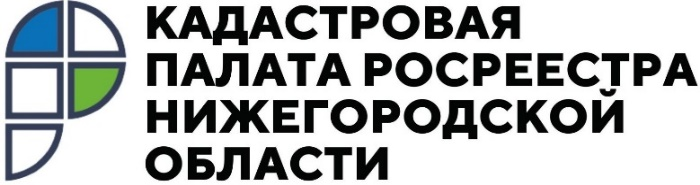 КАДАСТРОВАЯ
ПАЛАТА РОСРЕЕСТРА
НИЖЕГОРОДСКОЙ
ОБЛАСТИ